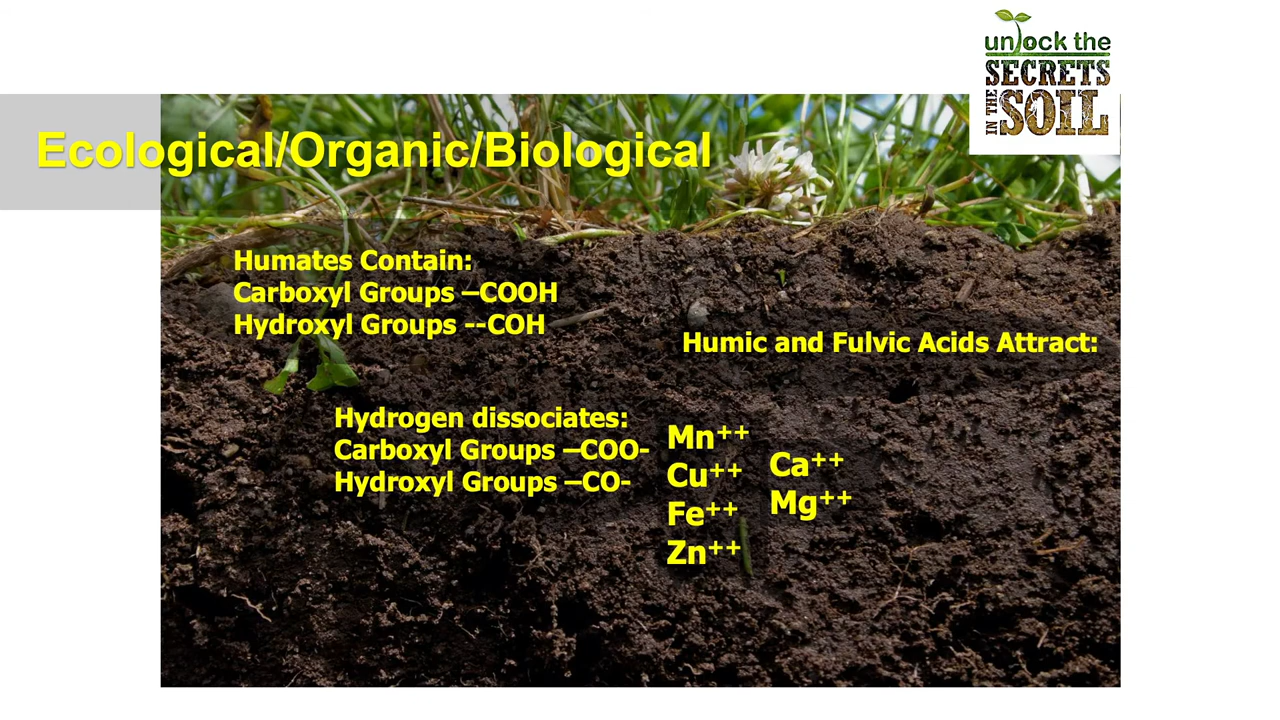 unlock the
SECRETS
IN THE SOIL
Ecological/Organic/Biological
Humates Contain:
Carboxyl Groups –COOH
Hydroxyl Groups --COH
Humic and Fulvic Acids Attract:
Hydrogen dissociates:
Carboxyl Groups –COO-
Hydroxyl Groups –CO-
Mn++
Cu++
Fe++
Zn++
Ca++
Mg++